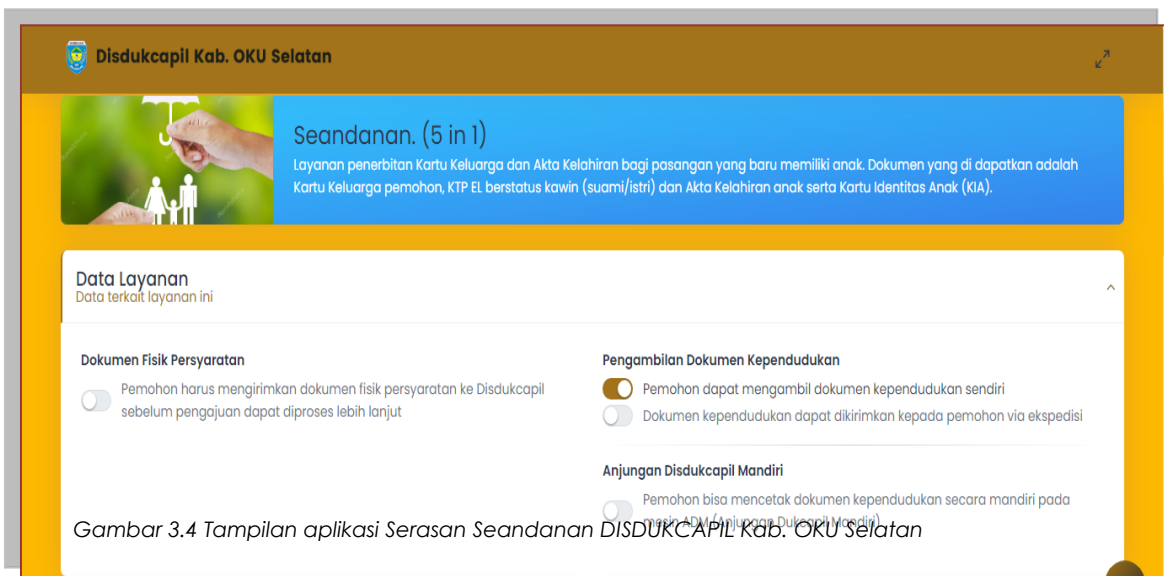 Disdukcapil Kab. OKU Selatan
Seandanan. (5 in 1)
Layanan penerbitan Kartu Keluarga dan Akta Kelahiran bagi pasangan yang baru memiliki anak. Dokumen yang di dapatkan adalah
Kartu Keluarga pemohon, KTP EL berstatus kawin (suami/istri) dan Akta Kelahiran anak serta Kartu Identitas Anak (KIA).
Data Layanan
Data terkait layanan ini
Dokumen Fisik Persyaratan
Pemohon harus mengirimkan dokumen fisik persyaratan ke Disdukcapil
sebelum pengajuan dapat diproses lebih lanjut
Pengambilan Dokumen Kependudukan
Pemohon dapat mengambil dokumen kependudukan sendiri
Dokumen kependudukan dapat dikirimkan kepada pemohon via ekspedisi
Anjungan Disdukcapil Mandiri
Pemohon bisa mencetak dokumen kependudukan secara mandiri pada
mesin ADM (Anjungan Dukcapil Mandiri)
Gambar 3.4 Tampilan aplikasi Serasan Seandanan DISDUKCAPIL Kab. OKU Selatan